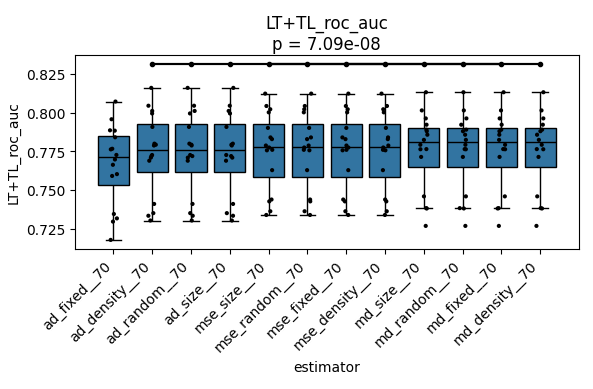 LT+TL_roc_auc
p = 7.09e-08
LT+TL_roc_auc
0.825
0.800
0.775
0.750
0.725
ad_fixed__70
ad_density__70
ad_random__70
ad_size__70
mse_size__70
mse_random__70
mse_fixed__70
mse_density__70
md_size__70
md_random__70
md_fixed__70
md_density__70
estimator